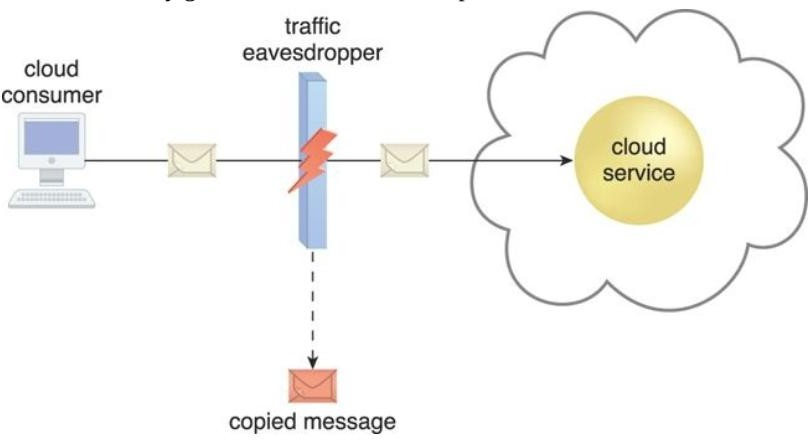 traffic
eavesdropper
cloud
consumer
cloud
service
copied message